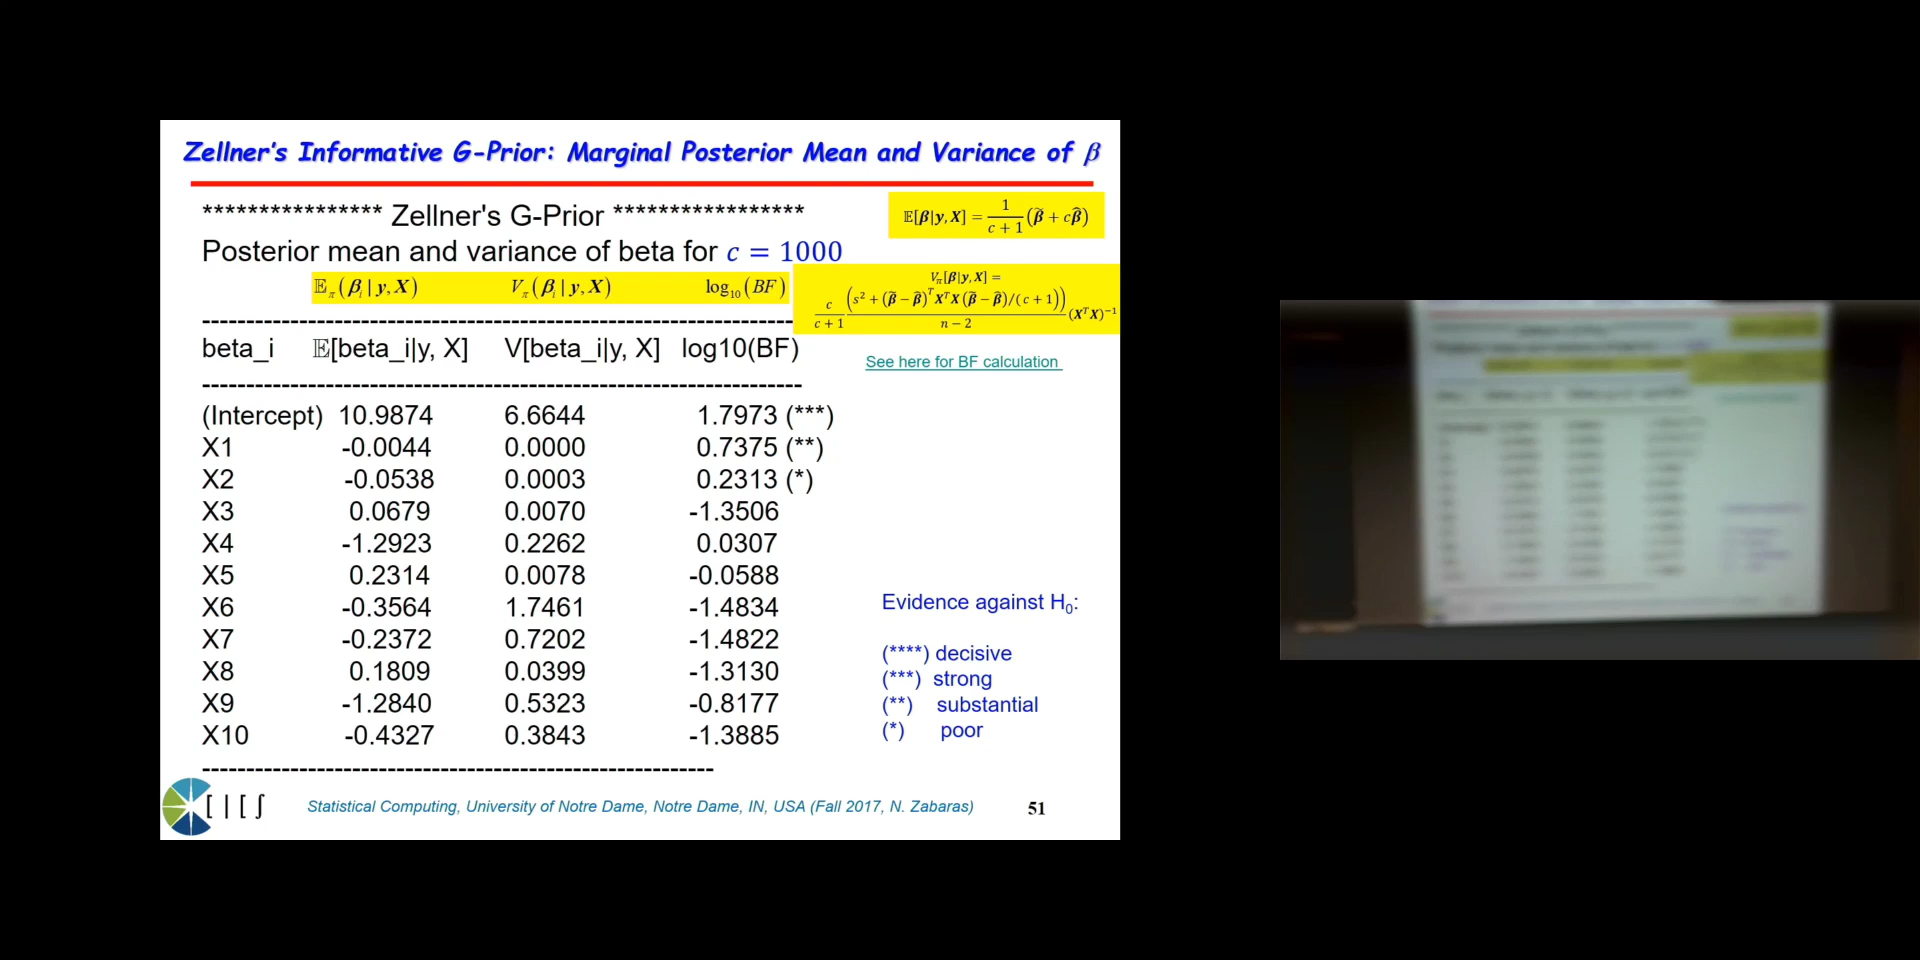 Zellner's Informative G-Prior: Marginal Posterior Mean and Variance of β
**************** Zellner's G-Prior *****************
Posterior mean and variance of beta for c = 1000
𝔼[β|y, X] = 1/(c + 1) (β̃ + cβ̂)
𝔼π(βi | y, X) Vπ(βi | y, X) log10(BF)
Vπ[β|y, X] =
c/(c + 1) (s² + (β̃ − β̂)ᵀXᵀX(β̃ − β̂)/(c + 1))/(n − 2) (XᵀX)⁻¹
beta_i 𝔼[beta_i|y, X] V[beta_i|y, X] log10(BF)
See here for BF calculation
(Intercept) 10.9874 6.6644 1.7973 (***)
X1 -0.0044 0.0000 0.7375 (**)
X2 -0.0538 0.0003 0.2313 (*)
X3 0.0679 0.0070 -1.3506
X4 -1.2923 0.2262 0.0307
X5 0.2314 0.0078 -0.0588
X6 -0.3564 1.7461 -1.4834
X7 -0.2372 0.7202 -1.4822
X8 0.1809 0.0399 -1.3130
X9 -1.2840 0.5323 -0.8177
X10 -0.4327 0.3843 -1.3885
Evidence against H0:
(****) decisive
(***) strong
(**) substantial
(*) poor
Statistical Computing, University of Notre Dame, Notre Dame, IN, USA (Fall 2017, N. Zabaras)
51